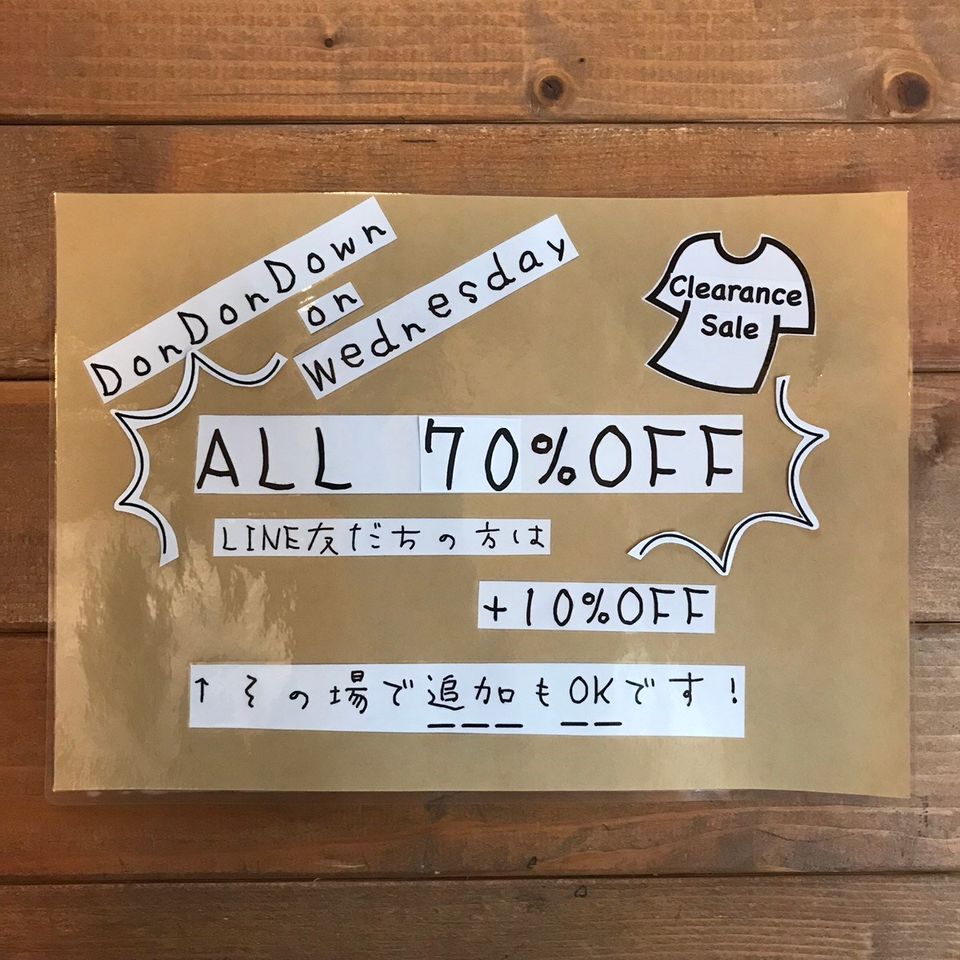 DonDonDown
on
Wednesday
Clearance
Sale
ALL 70%OFF
LINE友だちの方は
+10%OFF
↑その場で追加もOKです!